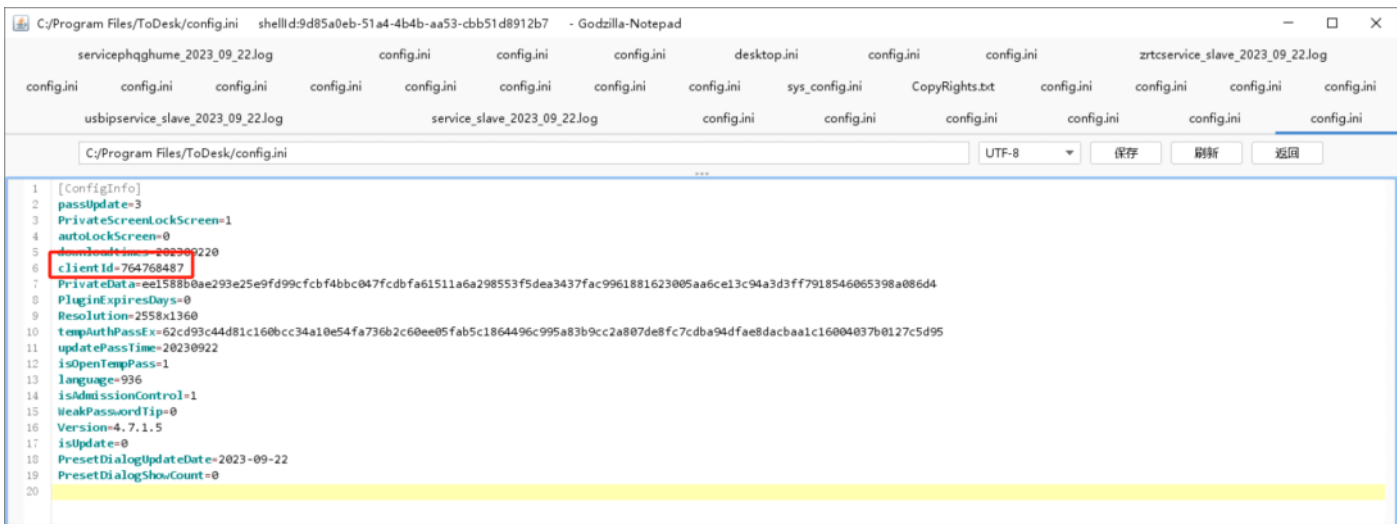 C:/Program Files/ToDesk/config.ini shellId:9d85a0eb-51a4-4b4b-aa53-cbb51d8912b7 - Godzilla-Notepad
servicephqghume_2023_09_22.log config.ini config.ini config.ini desktop.ini config.ini config.ini zrtcservice_slave_2023_09_22.log
config.ini config.ini config.ini config.ini config.ini config.ini config.ini config.ini sys_config.ini CopyRights.txt config.ini config.ini config.ini config.ini
usbipservice_slave_2023_09_22.log service_slave_2023_09_22.log config.ini config.ini config.ini config.ini config.ini config.ini
C:/Program Files/ToDesk/config.ini UTF-8 保存 刷新 返回
1 [ConfigInfo]
2 passUpdate=3
3 PrivateScreenLockScreen=1
4 autoLockScreen=0
5 downloadtimes=202309220
6 clientId=764768487
7 PrivateData=ee1588b0ae293e25e9fd99cfcbf4bbc047fcdbfa61511a6a298553f5dea3437fac9961881623005aa6ce13c94a3d3ff7918546065398a086d4
8 PluginExpiresDays=0
9 Resolution=2558x1360
10 tempAuthPassEx=62cd93c44d81c160bcc34a10e54fa736b2c60ee05fab5c1864496c995a83b9cc2a807de8fc7cdba94dfae8dacbaa1c16004037b0127c5d95
11 updatePassTime=20230922
12 isOpenTempPass=1
13 language=936
14 isAdmissionControl=1
15 WeakPasswordTip=0
16 Version=4.7.1.5
17 isUpdate=0
18 PresetDialogUpdateDate=2023-09-22
19 PresetDialogShowCount=0
20